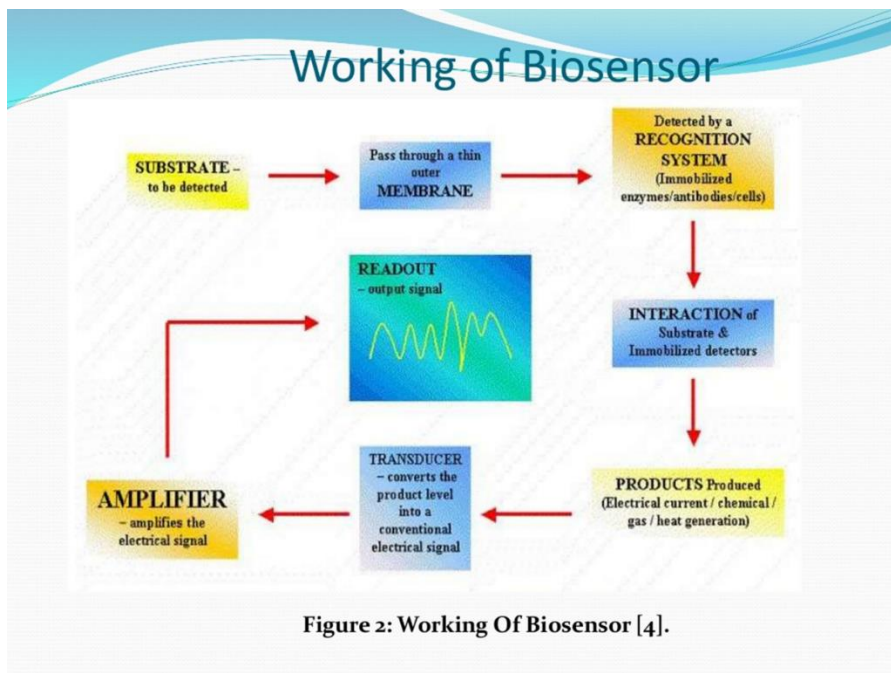 Working of Biosensor
SUBSTRATE –
to be detected
Pass through a thin
outer
MEMBRANE
Detected by a
RECOGNITION
SYSTEM
(Immobilized
enzymes/antibodies/cells)
READOUT
– output signal
INTERACTION of
Substrate &
Immobilized detectors
AMPLIFIER
– amplifies the
electrical signal
TRANSDUCER
– converts the
product level
into a
conventional
electrical signal
PRODUCTS Produced
(Electrical current / chemical /
gas / heat generation)
Figure 2: Working Of Biosensor [4].